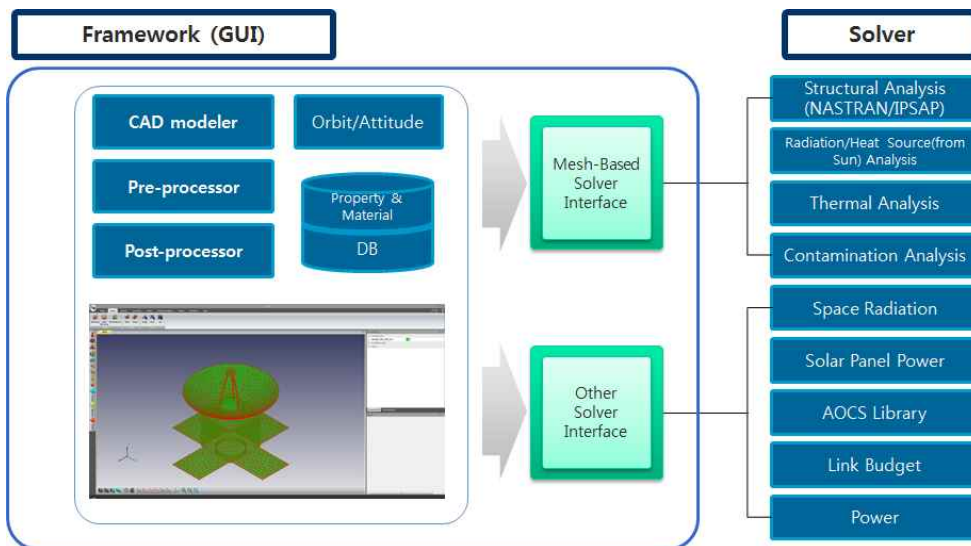 Framework (GUI)
Solver
CAD modeler
Orbit/Attitude
Pre-processor
Property &
Material
DB
Post-processor
Mesh-Based
Solver
Interface
Other
Solver
Interface
Structural Analysis
(NASTRAN/IPSAP)
Radiation/Heat Source(from
Sun) Analysis
Thermal Analysis
Contamination Analysis
Space Radiation
Solar Panel Power
AOCS Library
Link Budget
Power